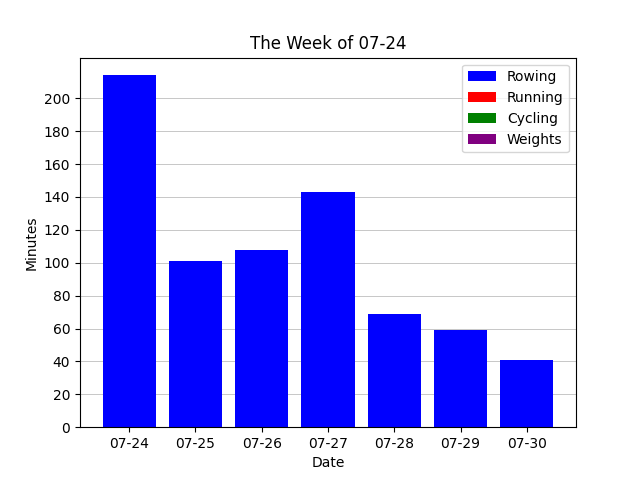 The Week of 07-24
Rowing
Running
Cycling
Weights
Minutes
200
180
160
140
120
100
80
60
40
20
0
07-24 07-25 07-26 07-27 07-28 07-29 07-30
Date